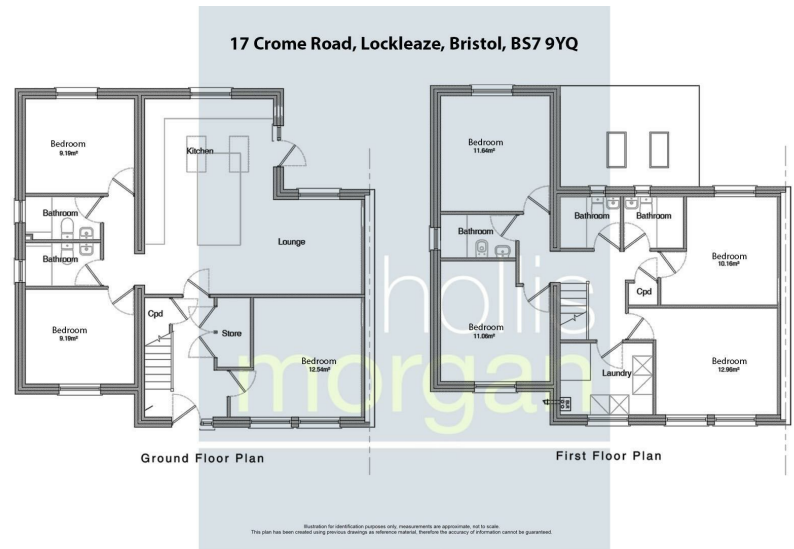 17 Crome Road, Lockleaze, Bristol, BS7 9YQ
Bedroom
9.19m²
Kitchen
Bathroom
Bathroom
Lounge
Bedroom
9.19m²
Cpd
Store
Bedroom
12.54m²
Ground Floor Plan
Bedroom
11.64m²
Bathroom
Bathroom
Bathroom
Bedroom
10.16m²
Cpd
Bedroom
11.06m²
Laundry
Bedroom
12.96m²
First Floor Plan
hollis
morgan
Illustration for identification purposes only, measurements are approximate, not to scale.
This plan has been created using previous drawings as reference material, therefore the accuracy of information cannot be guaranteed.